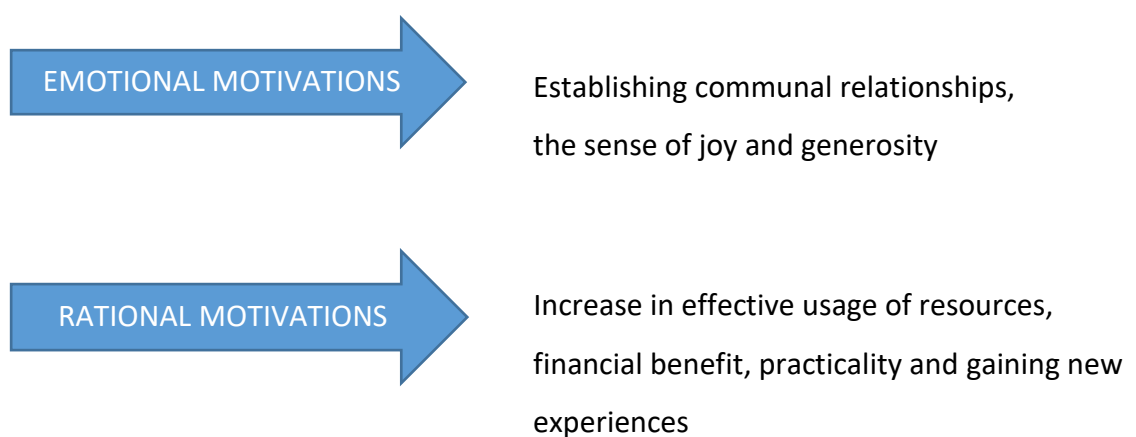 EMOTIONAL MOTIVATIONS
Establishing communal relationships,
the sense of joy and generosity
RATIONAL MOTIVATIONS
Increase in effective usage of resources,
financial benefit, practicality and gaining new
experiences